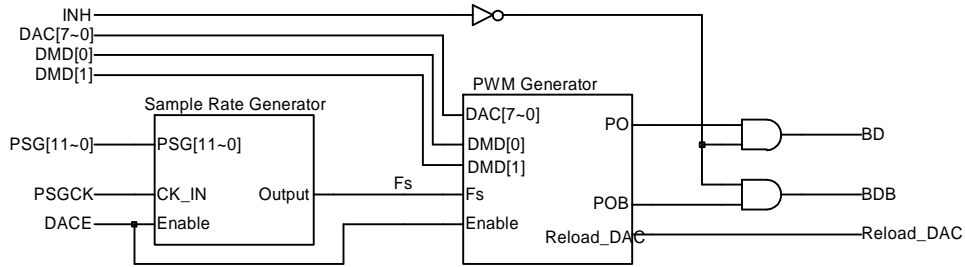 INH
DAC[7~0]
DMD[0]
DMD[1]
PWM Generator
Sample Rate Generator
DAC[7~0]
PO
BD
PSG[11~0]
PSG[11~0]
DMD[0]
DMD[1]
Fs
PSGCK
CK_IN
Output
Fs
POB
BDB
DACE
Enable
Enable
Reload_DAC
Reload_DAC